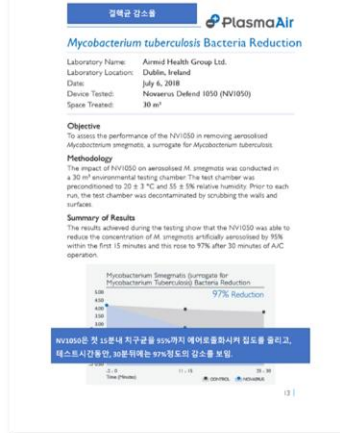 결핵균 감소율
PlasmaAir
Mycobacterium tuberculosis Bacteria Reduction
Laboratory Name: Airmid Health Group Ltd.
Laboratory Location: Dublin, Ireland
Date: July 6, 2018
Device Tested: Novaerus Defend 1050 (NV1050)
Space Treated: 30 m³
Objective
To assess the performance of the NV1050 in removing aerosolised
Mycobacterium smegmatis, a surrogate for Mycobacterium tuberculosis.
Methodology
The impact of NV1050 on aerosolised M. smegmatis was conducted in
a 30 m³ environmental testing chamber. The test chamber was
preconditioned to 20 ± 3 °C and 55 ± 5% relative humidity. Prior to each
run, the test chamber was decontaminated by scrubbing the walls and
surfaces.
Summary of Results
The results achieved during the testing show that the NV1050 was able to
reduce the concentration of M. smegmatis artificially aerosolised by 95%
within the first 15 minutes and this rose to 97% after 30 minutes of A/C
operation.
Mycobacterium Smegmatis (surrogate for
Mycobacterium Tuberculosis) Bacteria Reduction
97% Reduction
NV1050은 첫 15분내 치구균을 95%까지 에어로졸화시켜 집도를 올리고,
테스트시간동안, 30분뒤에는 97%정도의 감소를 보임.
Time (Minutes)
CONTROL NOVAERUS